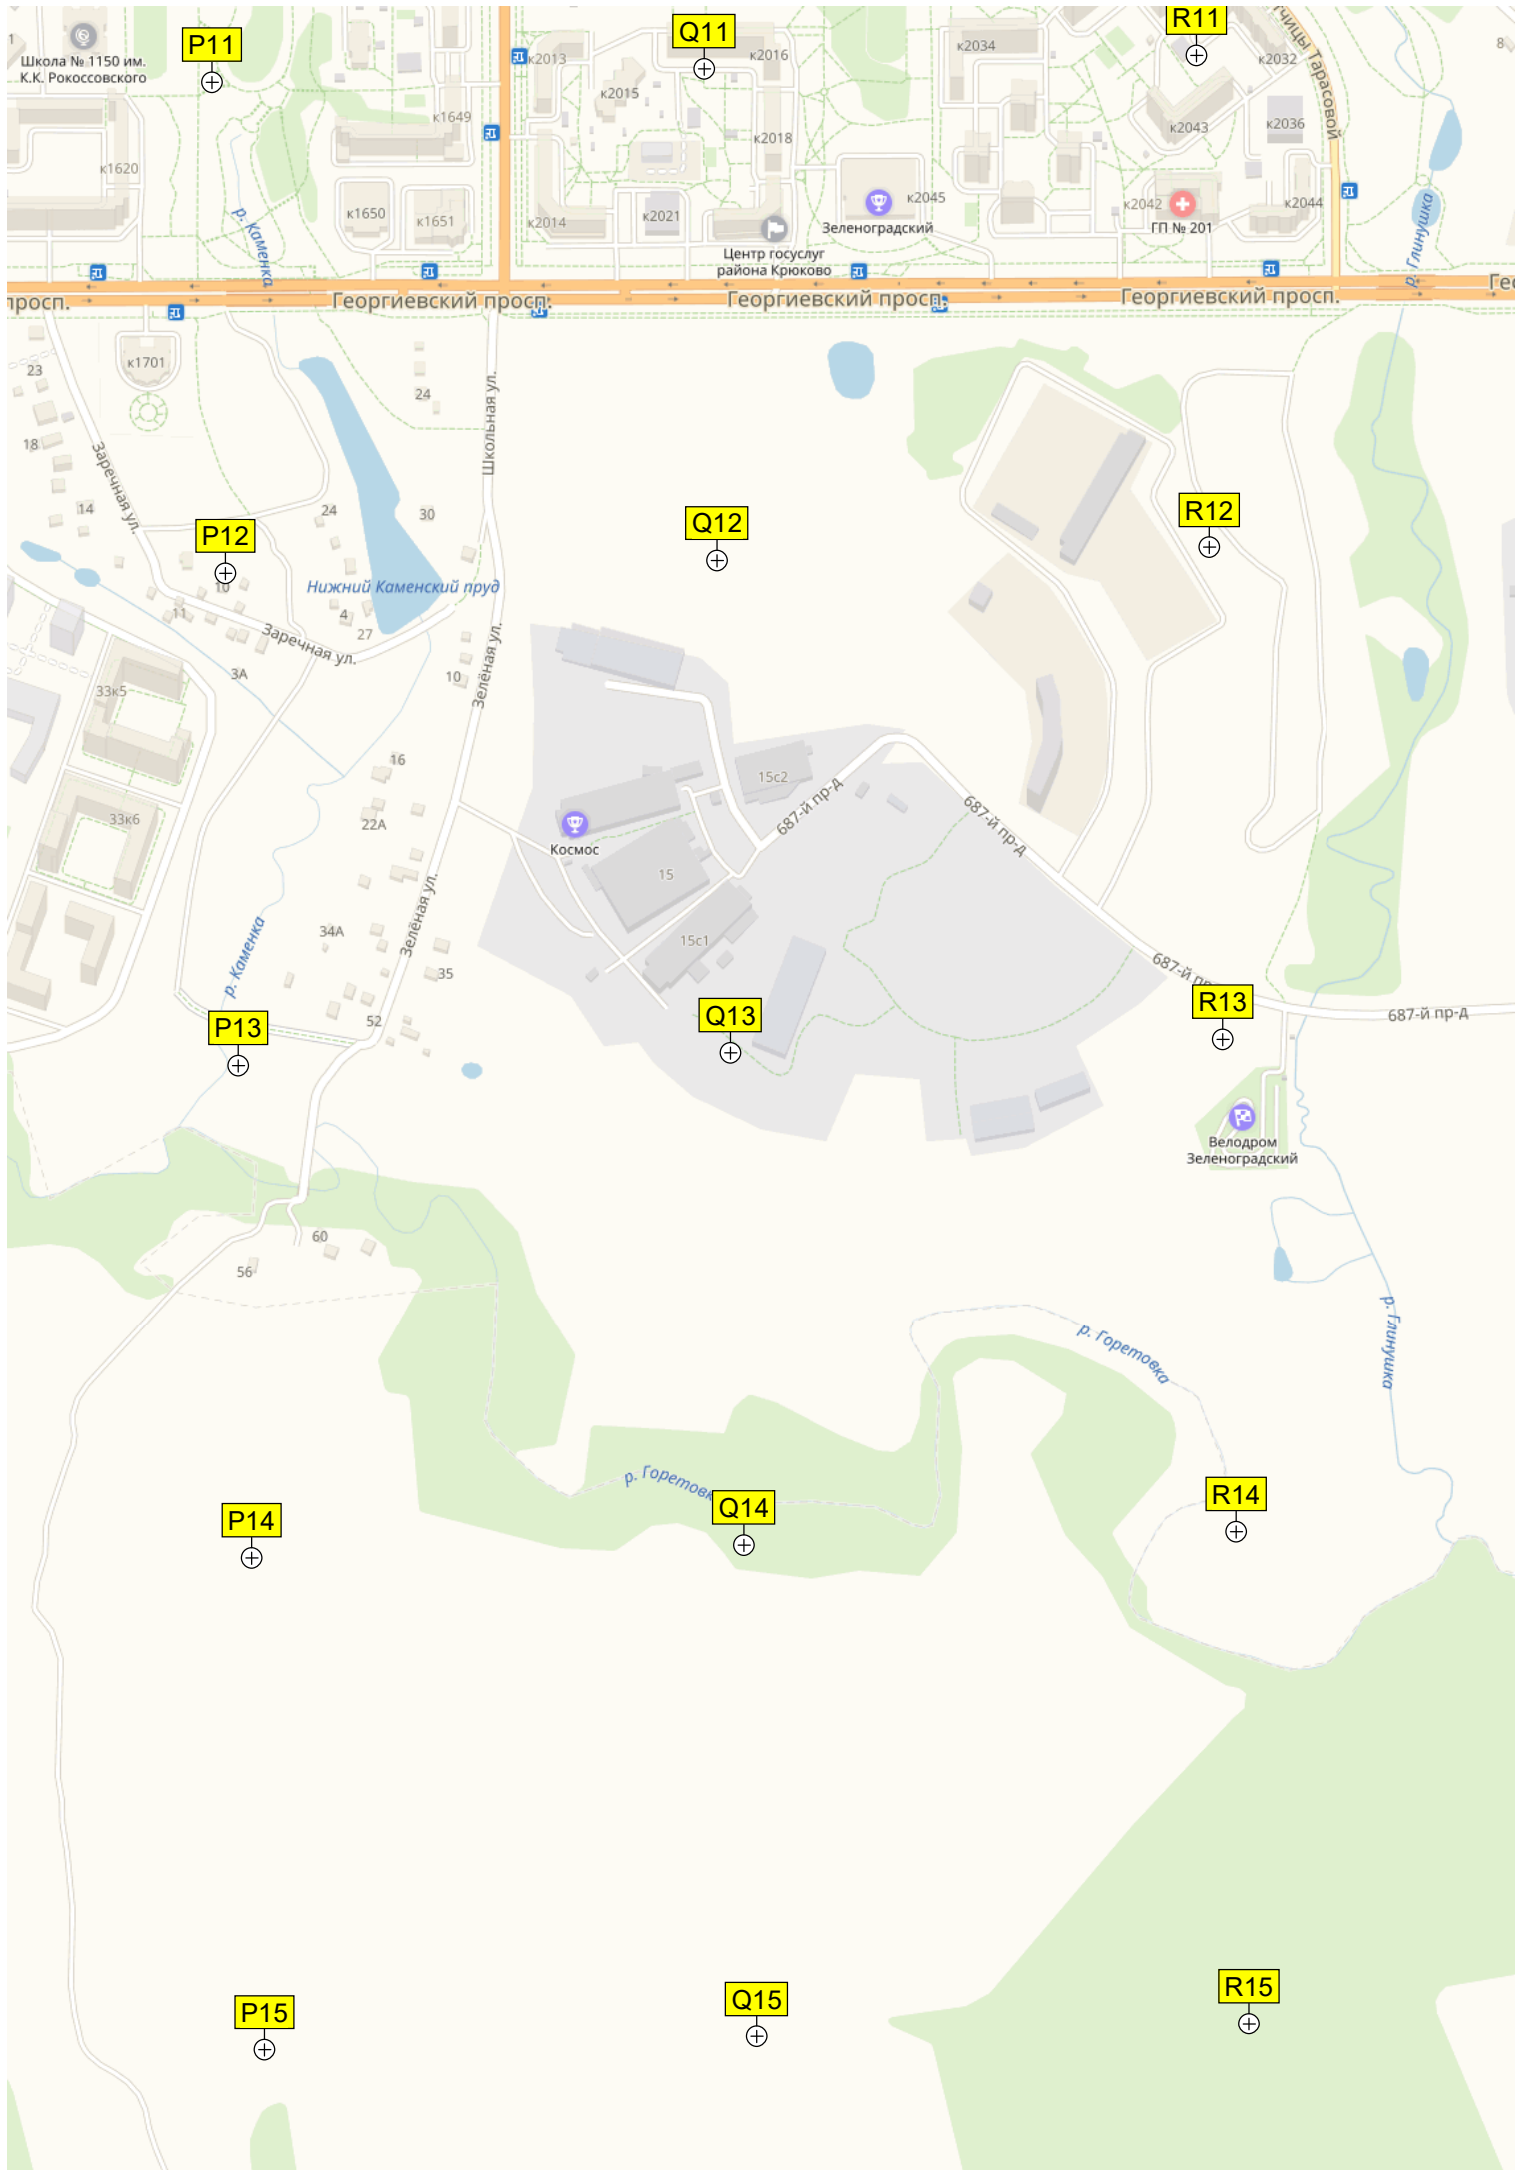 P11
Q11
R11
Школа № 1150 им.
К.К. Рокоссовского
к2013
к2016
к2034
к2032
8
к2015
к1649
к2018
к2043
к2036
Тарасовой
к1620
к1650
к1651
к2014
к2021
к2045
к2042
к2044
р. Каменка
Зеленоградский
ГП № 201
р. Глинушка
Центр госуслуг
района Крюково
просп.
Георгиевский просп.
Георгиевский просп.
Георгиевский просп.
23
к1701
24
Школьная ул.
18
Заречная ул.
14
24
30
P12
Q12
R12
10
Нижний Каменский пруд
11
4
27
Заречная ул.
3А
10
Зелёная ул.
33к5
16
15с2
687-й пр-д
687-й пр-д
33к6
22А
Космос
15
34А
Зелёная ул.
15с1
р. Каменка
35
687-й
52
P13
Q13
R13
687-й пр-д
Велодром
Зеленоградский
60
56
р. Глинушка
р. Горетовка
р. Горетовка
P14
Q14
R14
P15
Q15
R15